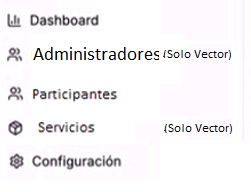 Dashboard
Administradores (Solo Vector)
Participantes
Servicios (Solo Vector)
Configuración